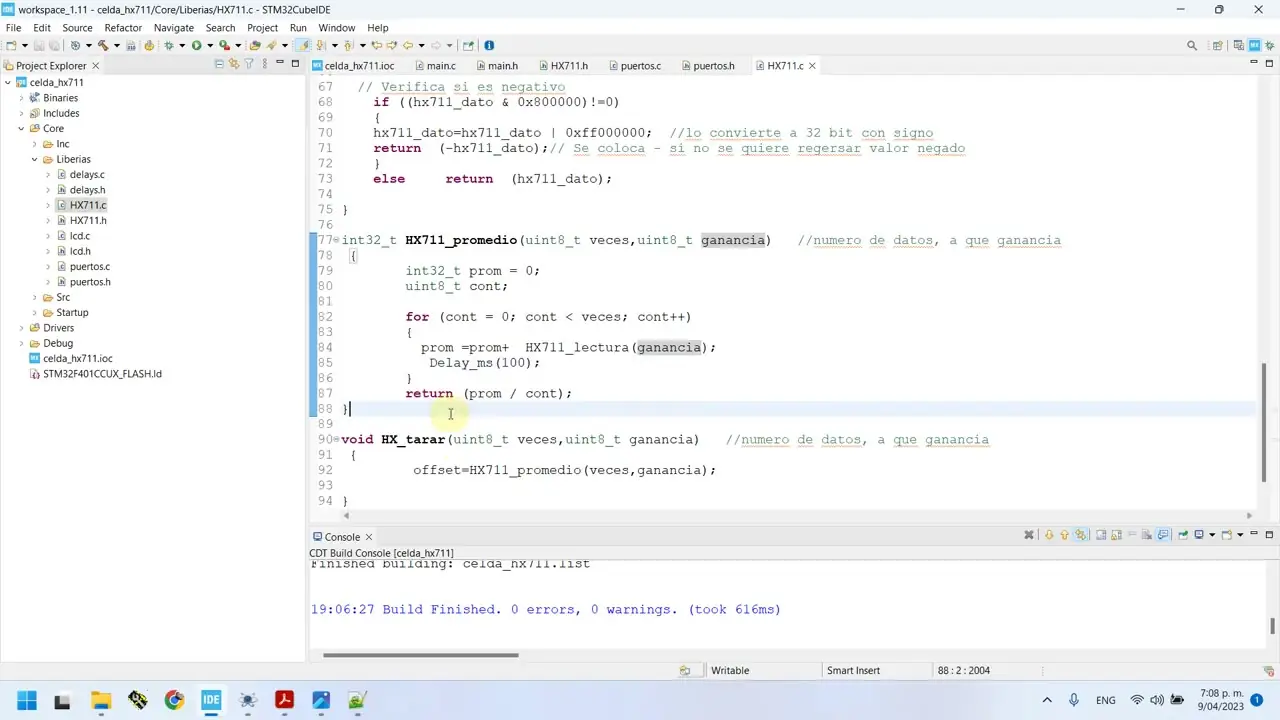 workspace_1.11 - celda_hx711/Core/Liberias/HX711.c - STM32CubeIDE
File Edit Source Refactor Navigate Search Project Run Window Help
Project Explorer
celda_hx711.ioc main.c main.h HX711.h puertos.c puertos.h HX711.c
celda_hx711
Binaries
Includes
Core
Inc
Liberias
delays.c
delays.h
HX711.c
HX711.h
lcd.c
lcd.h
puertos.c
puertos.h
Src
Startup
Drivers
Debug
celda_hx711.ioc
STM32F401CCUX_FLASH.ld
67 // Verifica si es negativo
68 if ((hx711_dato & 0x800000)!=0)
69 {
70 hx711_dato=hx711_dato | 0xff000000; //lo convierte a 32 bit con signo
71 return (-hx711_dato);// Se coloca - si no se quiere regersar valor negado
72 }
73 else return (hx711_dato);
74
75 }
76
77 int32_t HX711_promedio(uint8_t veces,uint8_t ganancia) //numero de datos, a que ganancia
78 {
79 int32_t prom = 0;
80 uint8_t cont;
81
82 for (cont = 0; cont < veces; cont++)
83 {
84 prom =prom+ HX711_lectura(ganancia);
85 Delay_ms(100);
86 }
87 return (prom / cont);
88 }
89
90 void HX_tarar(uint8_t veces,uint8_t ganancia) //numero de datos, a que ganancia
91 {
92 offset=HX711_promedio(veces,ganancia);
93
94 }
Console
CDT Build Console [celda_hx711]
Finished building: celda_hx711.list
19:06:27 Build Finished. 0 errors, 0 warnings. (took 616ms)
Writable Smart Insert 88 : 2 : 2004
IDE ENG 7:08 p. m.
9/04/2023 1